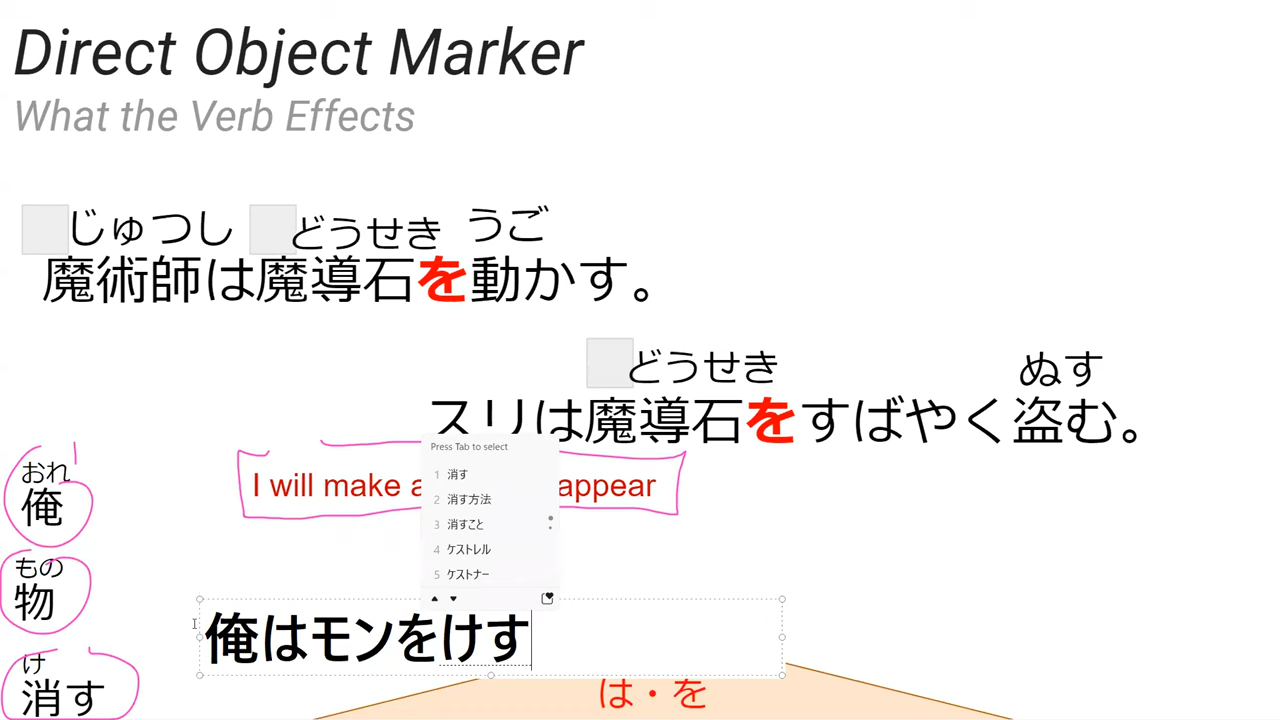 Direct Object Marker
What the Verb Effects
じゅつし どうせき うご
魔術師は魔導石を動かす。
どうせき ぬす
スリは魔導石をすばやく盗む。
Press Tab to select
I will make appear
1 消す
2 消す方法
3 消すこと
4 ケストレル
5 ケストナー
おれ
俺
もの
物
け
消す
俺はモンをけす
は・を